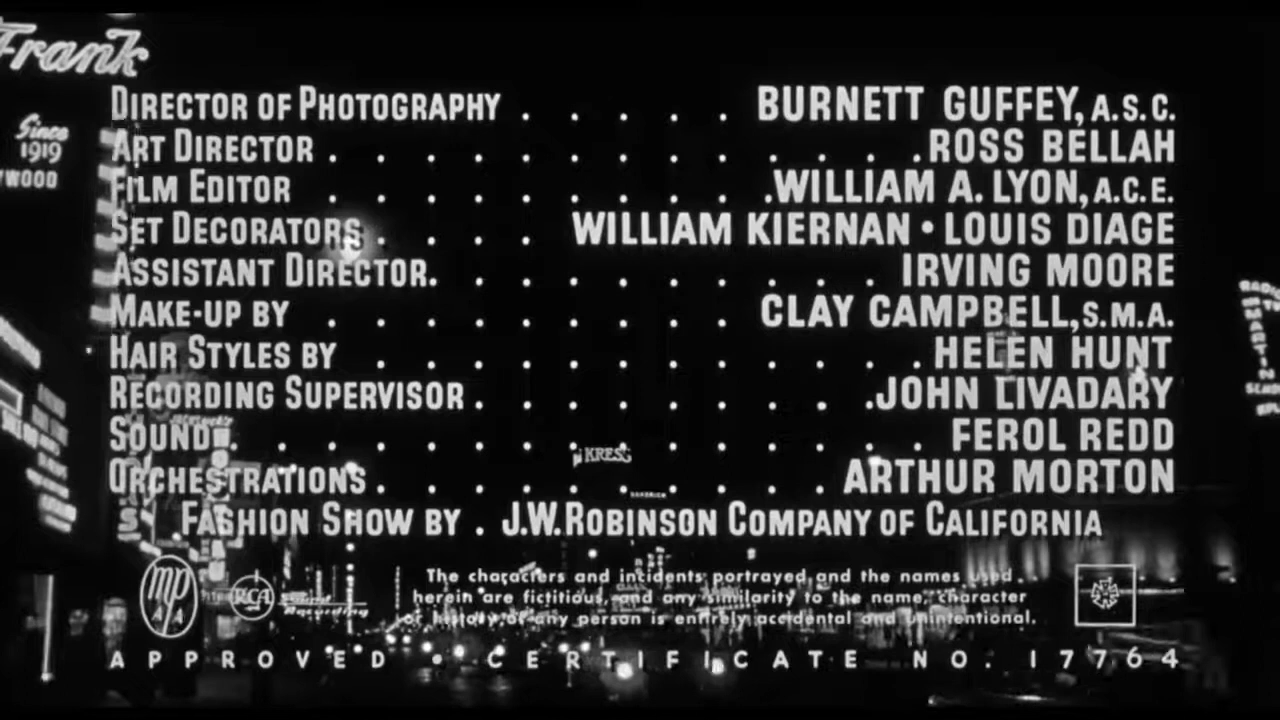 Frank
Since
1919
DIRECTOR OF PHOTOGRAPHY . . . . . BURNETT GUFFEY, A.S.C.
ART DIRECTOR . . . . . . . . . . . . . ROSS BELLAH
FILM EDITOR . . . . . . . . . . WILLIAM A. LYON, A.C.E.
SET DECORATORS . . . . WILLIAM KIERNAN • LOUIS DIAGE
ASSISTANT DIRECTOR. . . . . . . . . . IRVING MOORE
MAKE-UP BY . . . . . . . . . CLAY CAMPBELL, S.M.A.
HAIR STYLES BY . . . . . . . . . . . . HELEN HUNT
RECORDING SUPERVISOR . . . . . . . . . JOHN LIVADARY
SOUND . . . . . . . . . . . . . . . FEROL REDD
ORCHESTRATIONS . . . . . . . . . . ARTHUR MORTON
KRESS
FASHION SHOW BY . J.W. ROBINSON COMPANY OF CALIFORNIA
The characters and incidents portrayed and the names used
herein are fictitious, and any similarity to the name, character
or history of any person is entirely accidental and unintentional.
MPAA
RCA
Sound
Recording
APPROVED • CERTIFICATE NO. 17764